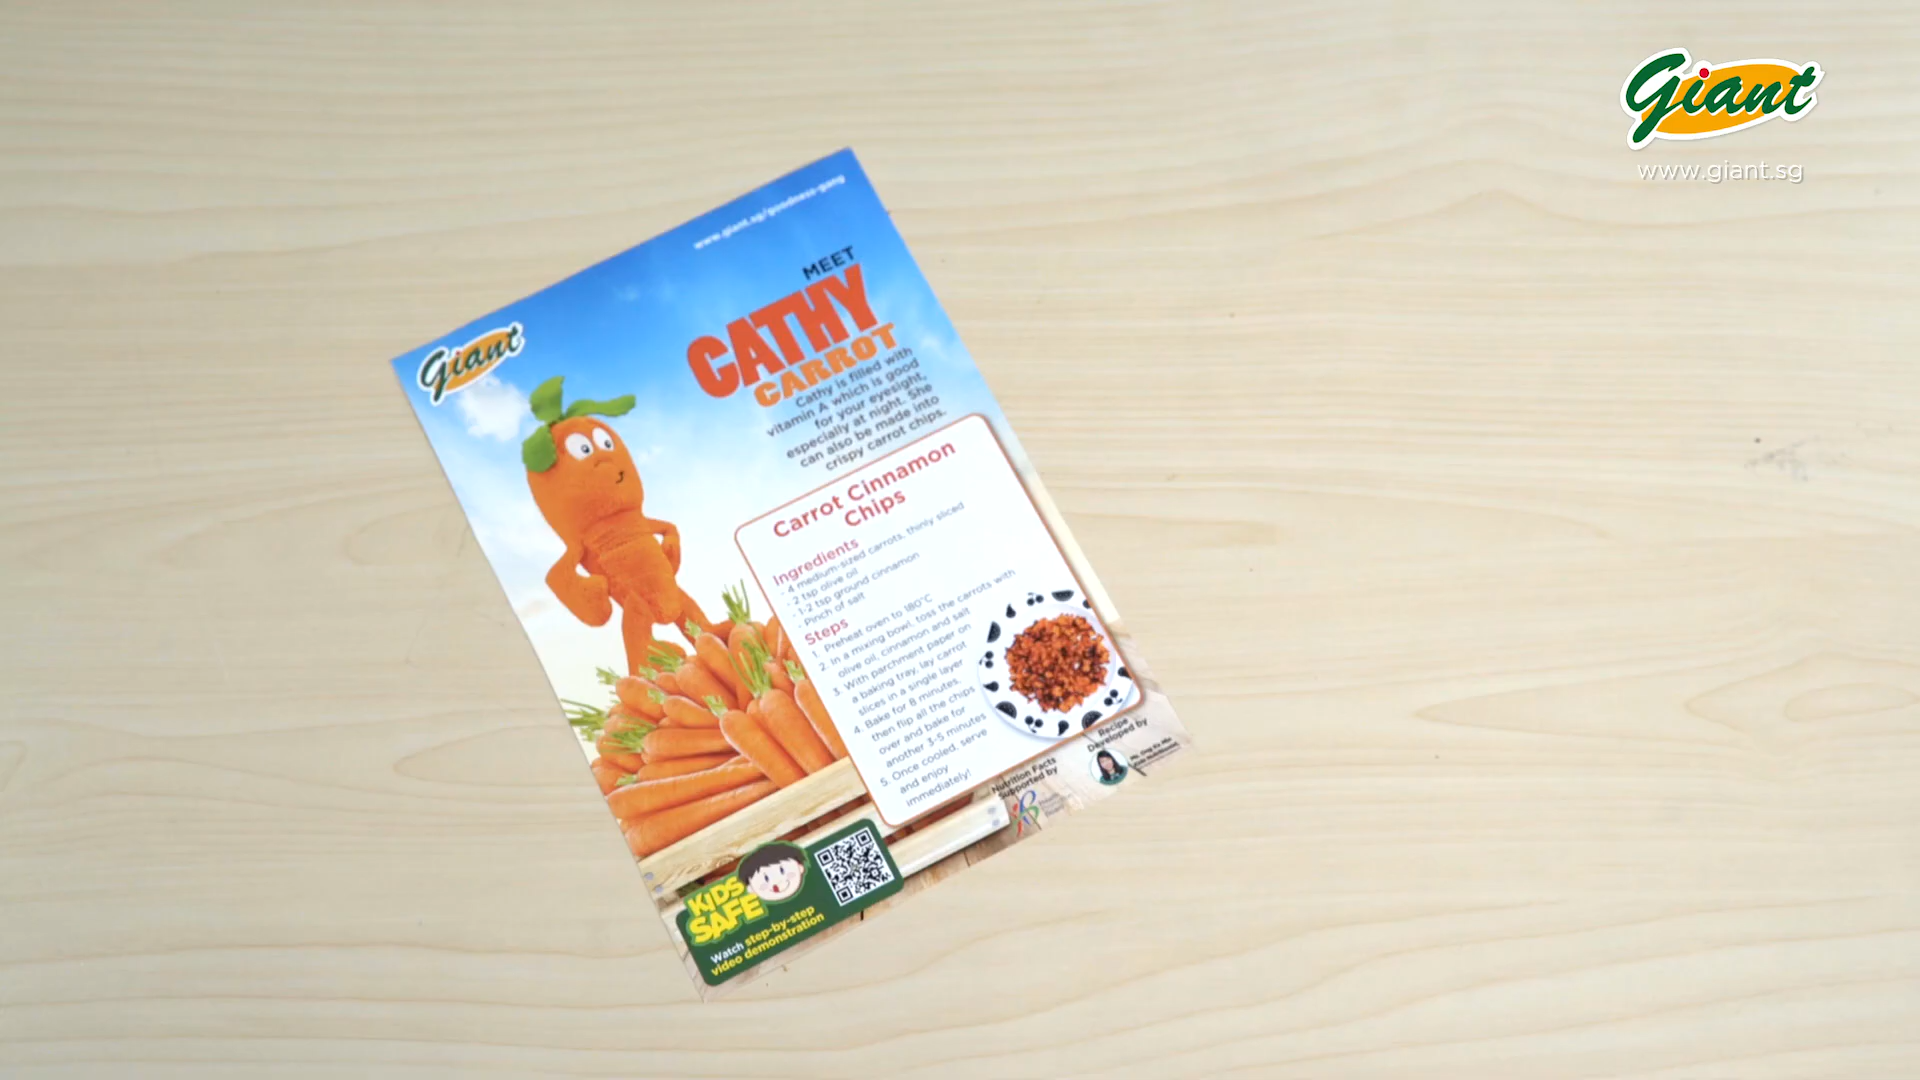 Giant
www.giant.sg
www.giant.sg/goodness-gang
Giant
MEET
CATHY
CARROT
Cathy is filled with
vitamin A which is good
for your eyesight,
especially at night. She
can also be made into
crispy carrot chips.
Carrot Cinnamon
Chips
Ingredients
- 4 medium-sized carrots, thinly sliced
- 2 tsp olive oil
- 1-2 tsp ground cinnamon
- Pinch of salt
Steps
1. Preheat oven to 180°C
2. In a mixing bowl, toss the carrots with
olive oil, cinnamon and salt
3. With parchment paper on
a baking tray, lay carrot
slices in a single layer
4. Bake for 8 minutes,
then flip all the chips
over and bake for
another 3-5 minutes
5. Once cooled, serve
and enjoy
immediately!
Nutrition Facts
Supported by
Recipe
Developed by
KIDS
SAFE
Watch step-by-step
video demonstration